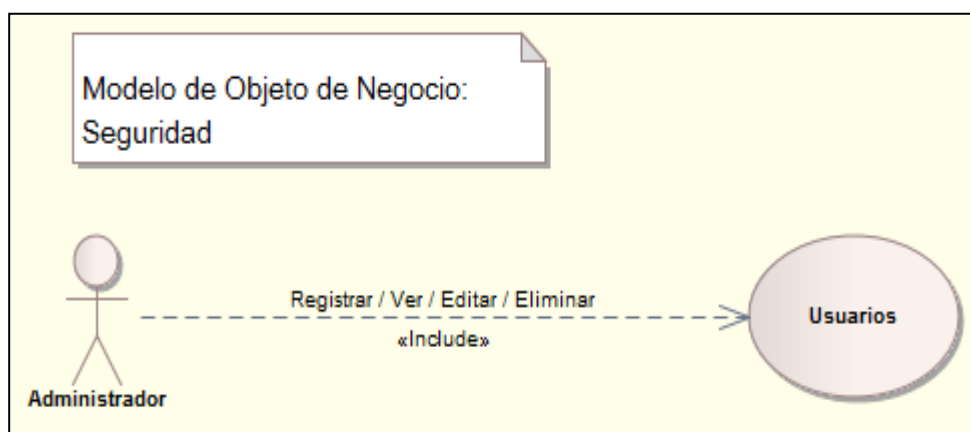 Modelo de Objeto de Negocio:
Seguridad
Registrar / Ver / Editar / Eliminar
«Include»
Usuarios
Administrador